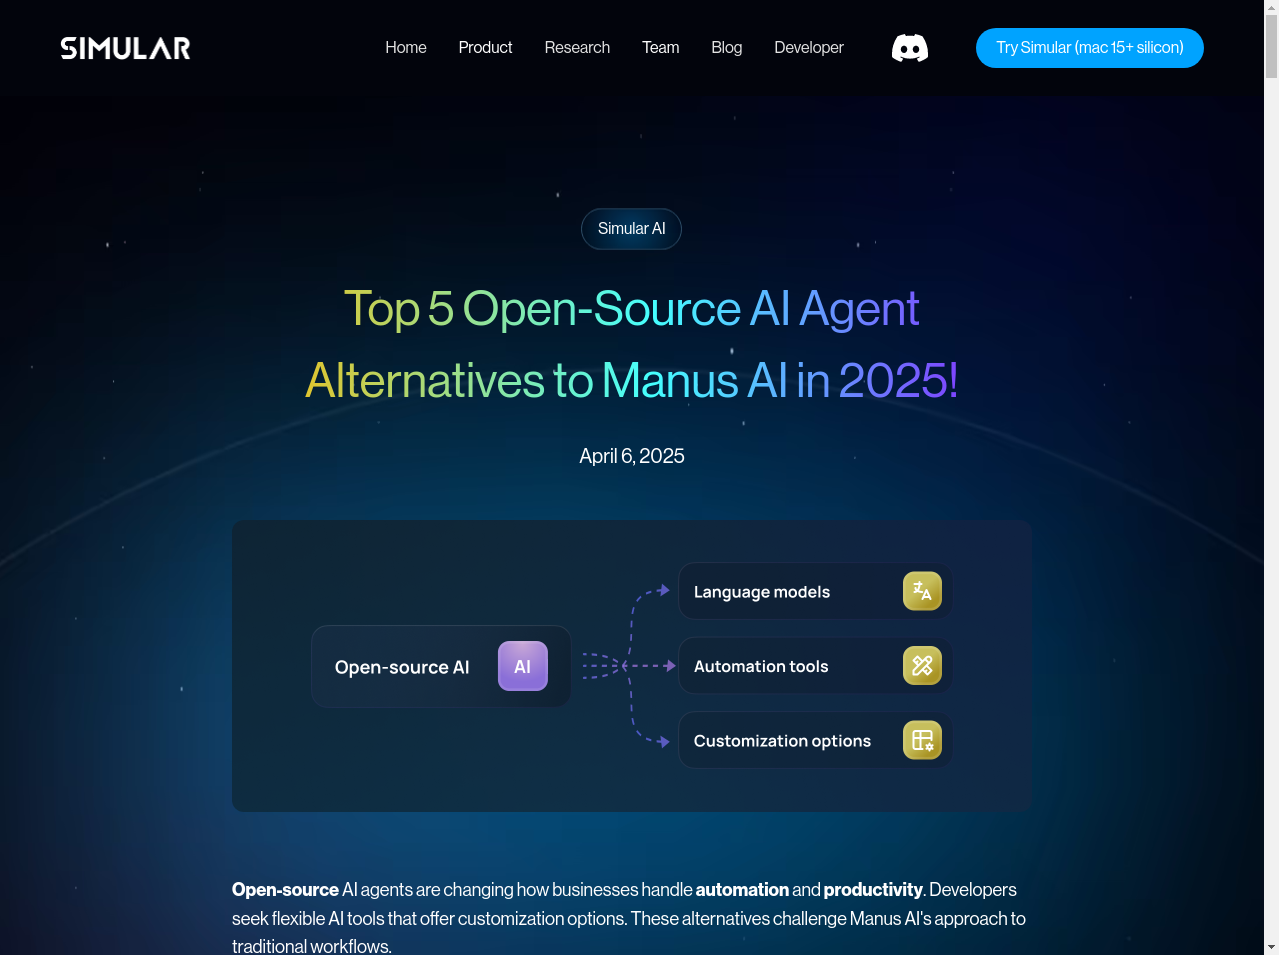 SIMULAR
Home
Product
Research
Team
Blog
Developer
Try Simular (mac 15+ silicon)
Simular AI
Top 5 Open-Source AI Agent
Alternatives to Manus AI in 2025!
April 6, 2025
Open-source AI
AI
Language models
Automation tools
Customization options
Open-source AI agents are changing how businesses handle automation and productivity. Developers
seek flexible AI tools that offer customization options. These alternatives challenge Manus AI's approach to
traditional workflows.